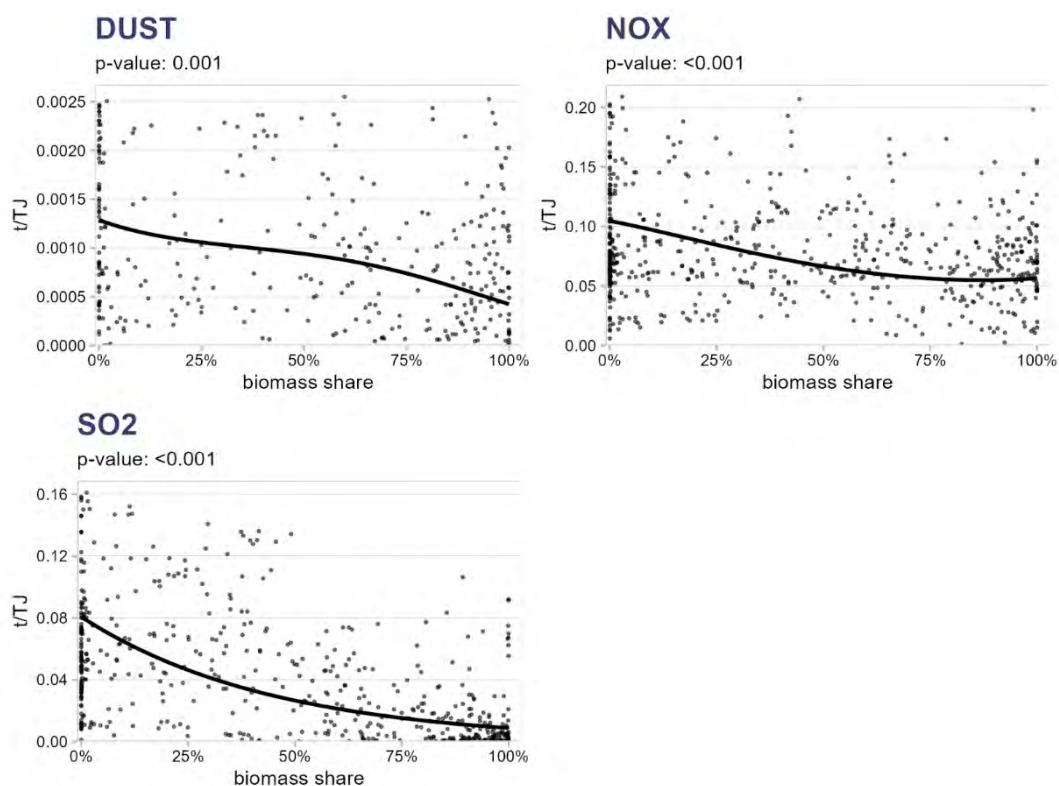 DUST
p-value: 0.001
0.0025
0.0020
0.0015
0.0010
0.0005
0.0000
t/TJ
0% 25% 50% 75% 100%
biomass share
NOX
p-value: <0.001
0.20
0.15
0.10
0.05
0.00
t/TJ
0% 25% 50% 75% 100%
biomass share
SO2
p-value: <0.001
0.16
0.12
0.08
0.04
0.00
t/TJ
0% 25% 50% 75% 100%
biomass share